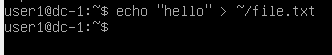 user1@dc-1:~$ echo "hello" > ~/file.txt
user1@dc-1:~$